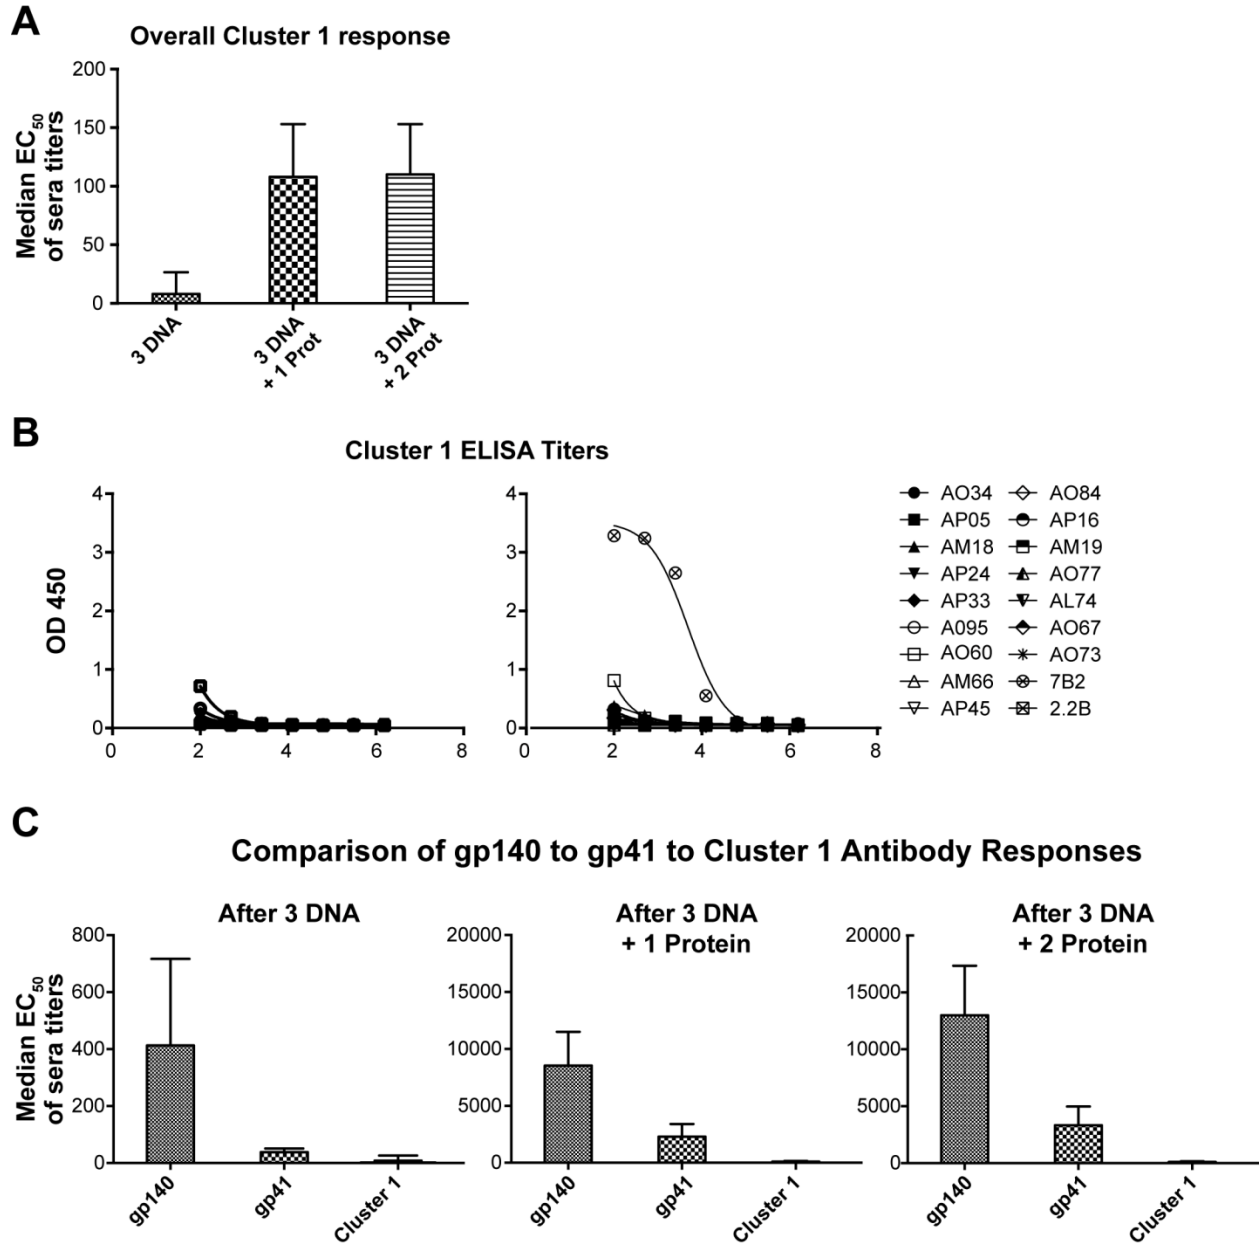 A
Overall Cluster 1 response
Median EC50
of sera titers
200
150
100
50
0
3 DNA
3 DNA
+ 1 Prot
3 DNA
+ 2 Prot
B
Cluster 1 ELISA Titers
OD 450
4
3
2
1
0
0 2 4 6 8
4
3
2
1
0
0 2 4 6 8
AO34 AO84
AP05 AP16
AM18 AM19
AP24 AO77
AP33 AL74
A095 AO67
AO60 AO73
AM66 7B2
AP45 2.2B
C
Comparison of gp140 to gp41 to Cluster 1 Antibody Responses
Median EC50
of sera titers
After 3 DNA
800
600
400
200
0
gp140
gp41
Cluster 1
After 3 DNA
+ 1 Protein
20000
15000
10000
5000
0
gp140
gp41
Cluster 1
After 3 DNA
+ 2 Protein
20000
15000
10000
5000
0
gp140
gp41
Cluster 1